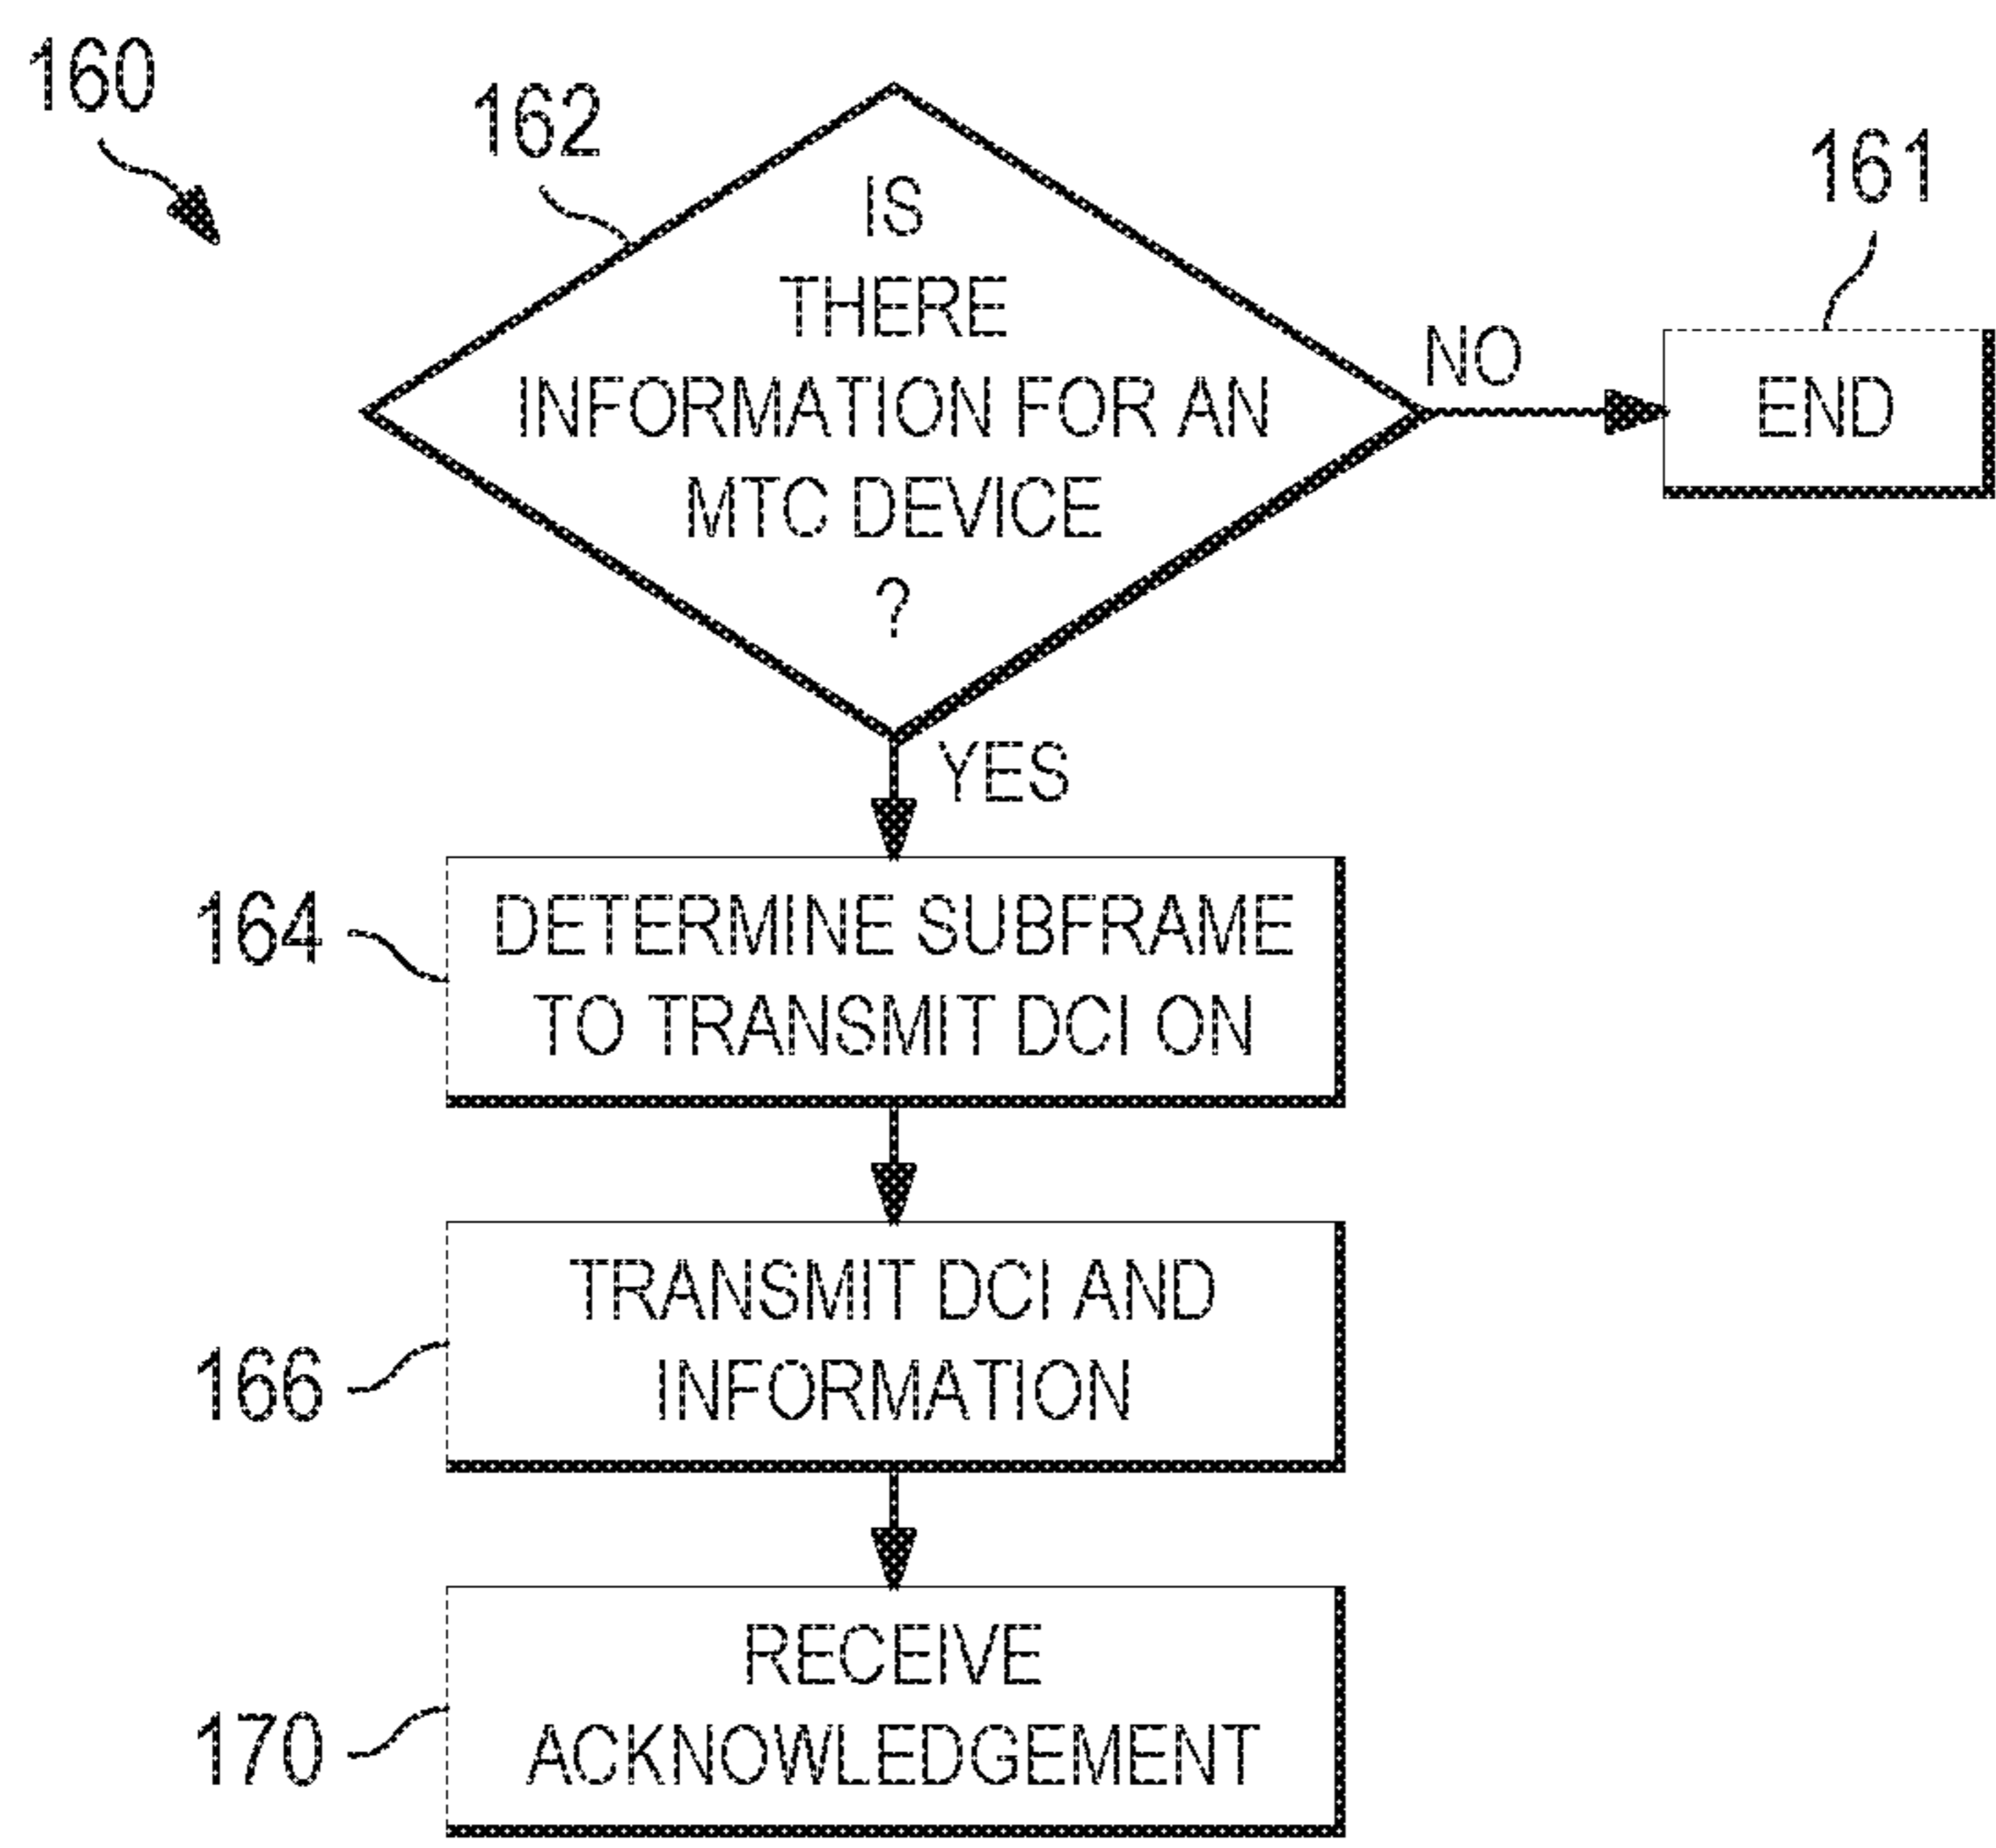 160
162
161
IS
THERE
INFORMATION FOR AN
MTC DEVICE
?
NO
END
YES
164
DETERMINE SUBFRAME
TO TRANSMIT DCI ON
166
TRANSMIT DCI AND
INFORMATION
170
RECEIVE
ACKNOWLEDGEMENT